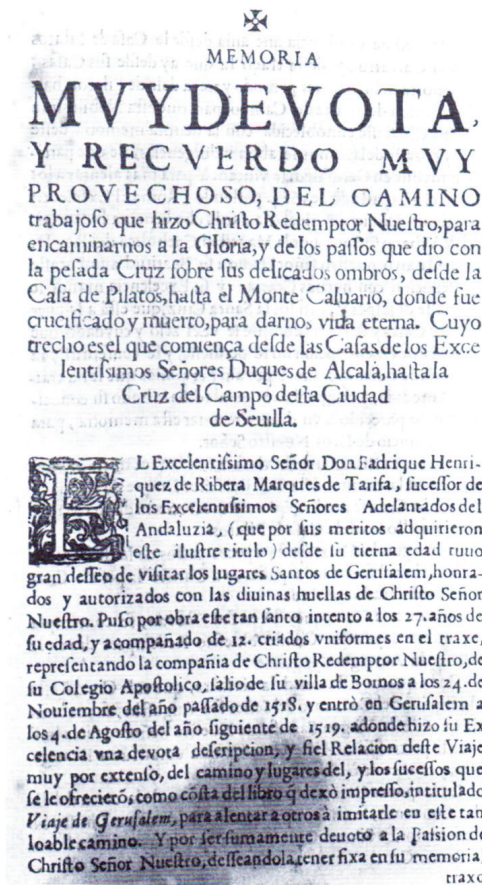 MEMORIA
MVYDEVOTA,
Y RECVERDO MVY
PROVECHOSO, DEL CAMINO
trabajoſo que hizo Chriſto Redemptor Nueſtro, para
encaminarnos a la Gloria, y de los paſſos que dio con
la peſada Cruz ſobre ſus delicados ombros, deſde la
Caſa de Pilatos, haſta el Monte Caluario, donde fue
crucificado y muerto, para darnos vida eterna. Cuyo
trecho es el que comiença deſde las Caſas de los Exce
lentiſsimos Señores Duques de Alcalà, haſta la
Cruz del Campo deſta Ciudad
de Seuilla.
EL Excelentiſsimo Señor Don Fadrique Henri-
quez de Ribera Marques de Tarifa, ſuceſſor de
los Excelentiſsimos Señores Adelantados del
Andaluzia, (que por ſus meritos adquirieron
eſte iluſtre titulo) deſde ſu tierna edad tuuo
gran deſſeo de viſitar los lugares Santos de Geruſalem, honra-
dos y autorizados con las diuinas huellas de Chriſto Señor
Nueſtro. Puſo por obra eſte tan ſanto intento a los 27. años de
ſu edad, y acompañado de 12. criados vniformes en el traxe,
repreſentando la compañia de Chriſto Redemptor Nueſtro, de
ſu Colegio Apoſtolico, ſalio de ſu villa de Bornos a los 24. de
Nouiembre del año paſſado de 1518. y entrò en Geruſalem a
los 4. de Agoſto del año ſiguiente de 1519. adonde hizo ſu Ex
celencia vna devota deſcripcion, y fiel Relacion deſte Viaje
muy por extenſo, del camino y lugares del, y los ſuceſſos que
ſe le ofrecierõ, como cõſta del libro q̃ dexò impreſſo, intitulado
Viaje de Geruſalem, para alentar a otros a imitarle en eſte tan
loable camino. Y por ſer ſumamente deuoto a la Paſsion de
Chriſto Señor Nueſtro, deſſeandola tener fixa en ſu memoria,
traxo